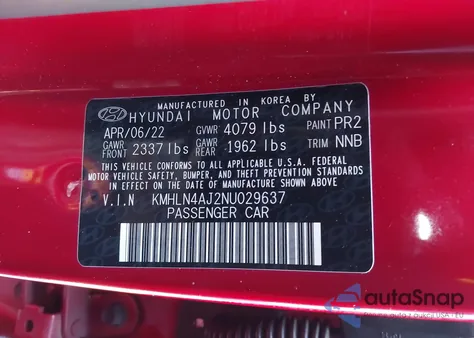 MANUFACTURED IN KOREA BY
HYUNDAI MOTOR COMPANY
APR/06/22 GVWR 4079 lbs PAINT PR2
GAWR FRONT 2337 lbs GAWR REAR 1962 lbs TRIM NNB
THIS VEHICLE CONFORMS TO ALL APPLICABLE U.S.A. FEDERAL
MOTOR VEHICLE SAFETY, BUMPER, AND THEFT PREVENTION
STANDARDS IN EFFECT ON THE DATE OF MANUFACTURE SHOWN ABOVE.
V.I.N KMHLN4AJ2NU029637
PASSENGER CAR
autoSnap